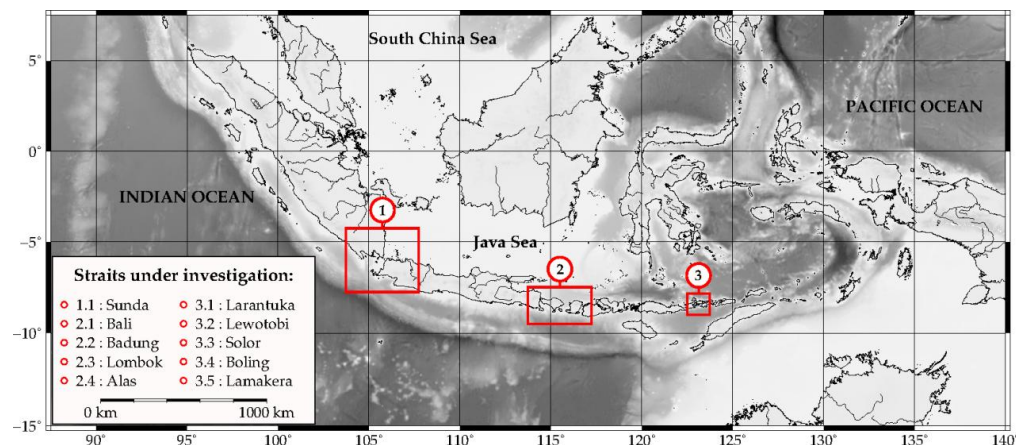 South China Sea
5°
PACIFIC OCEAN
0°
INDIAN OCEAN
1
−5°
Java Sea
2
3
Straits under investigation:
1.1 : Sunda
3.1 : Larantuka
2.1 : Bali
3.2 : Lewotobi
2.2 : Badung
3.3 : Solor
2.3 : Lombok
3.4 : Boling
2.4 : Alas
3.5 : Lamakera
−10°
0 km
1000 km
−15°
90°
95°
100°
105°
110°
115°
120°
125°
130°
135°